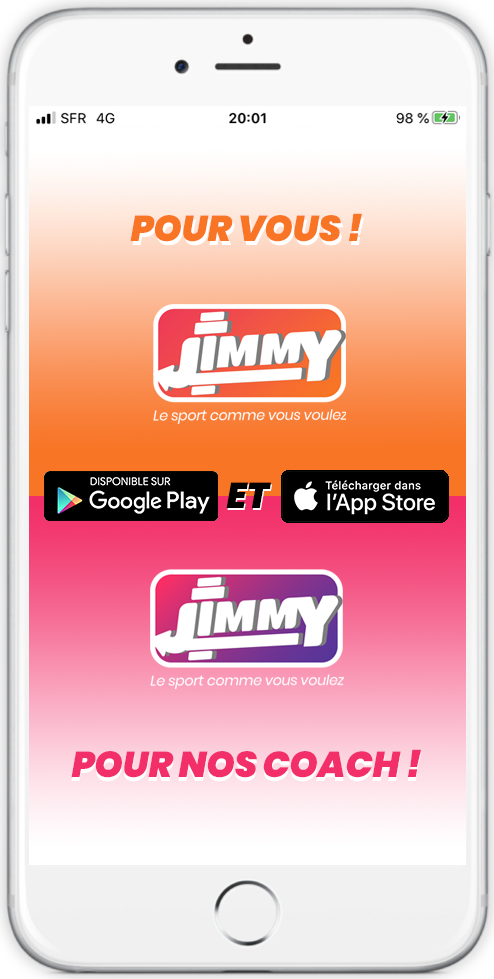 SFR 4G 20:01 98 %
POUR VOUS !
JIMMY
Le sport comme vous voulez
DISPONIBLE SUR
Google Play
ET
Télécharger dans
l'App Store
JIMMY
Le sport comme vous voulez
POUR NOS COACH !